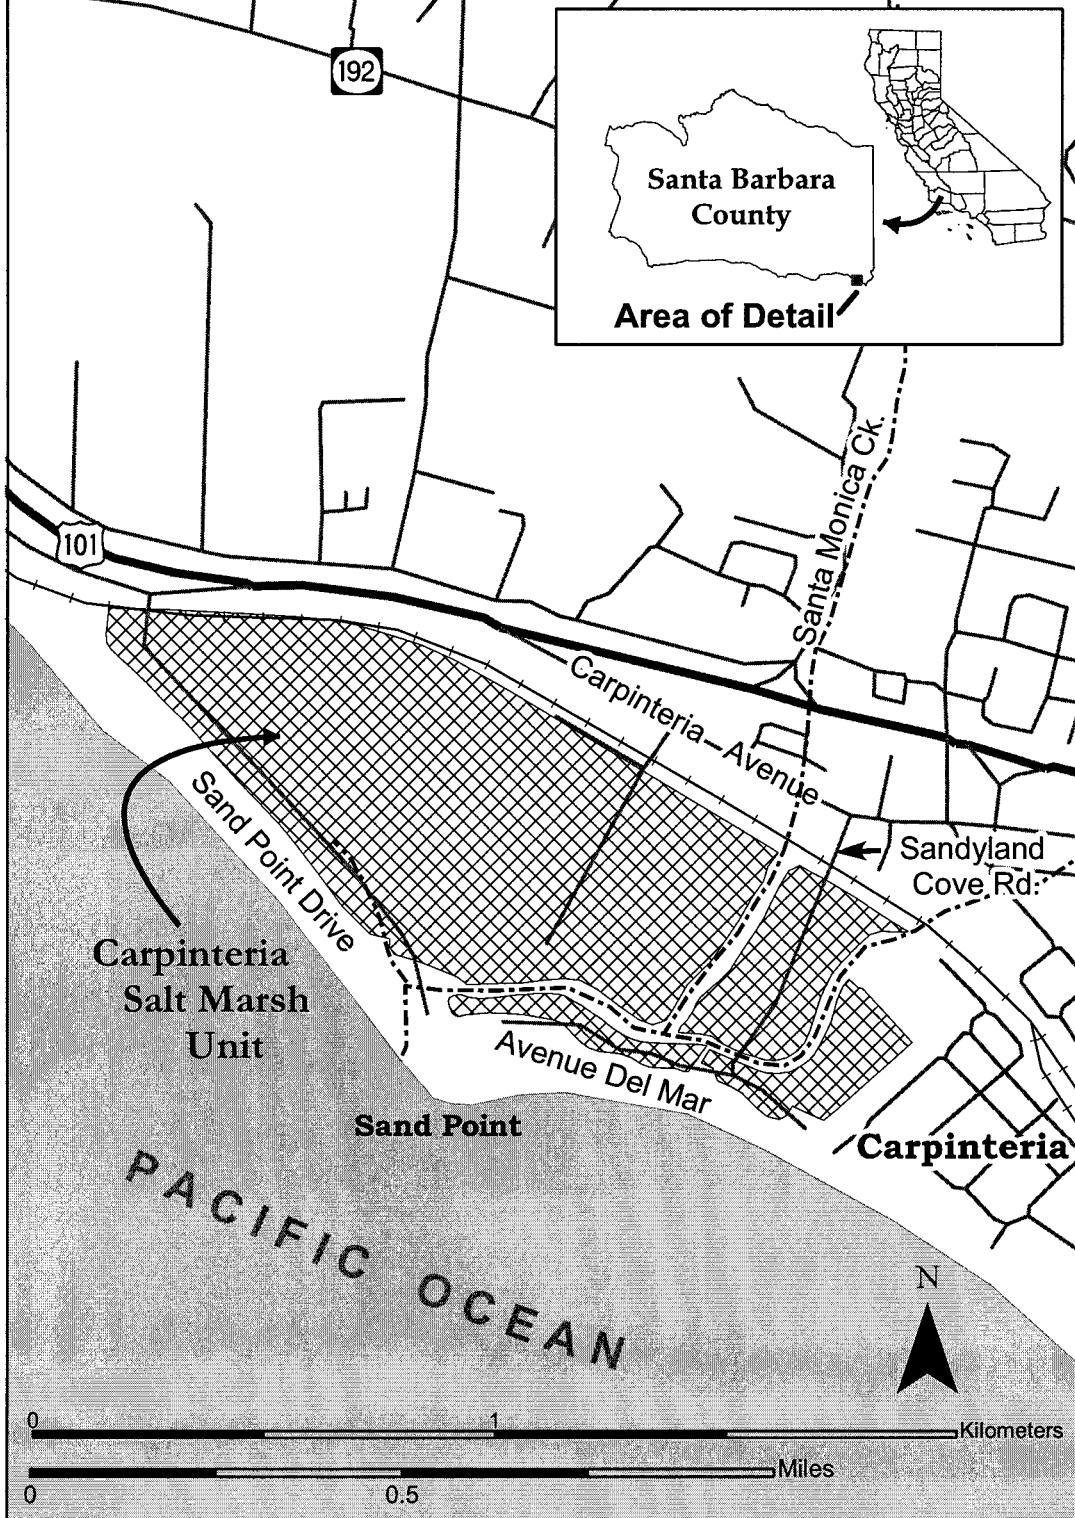 192
Santa Barbara
County
Area of Detail
Santa Monica Ck.
101
Carpinteria Avenue
Sandyland
Cove Rd.
Sand Point Drive
Carpinteria
Salt Marsh
Unit
Avenue Del Mar
Sand Point
Carpinteria
PACIFIC OCEAN
N
0 1 Kilometers
Miles
0 0.5